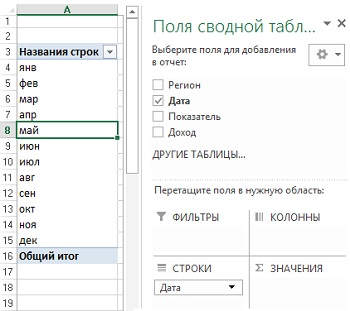 A
1
2
3 Названия строк
4 янв
5 фев
6 мар
7 апр
8 май
9 июн
10 июл
11 авг
12 сен
13 окт
14 ноя
15 дек
16 Общий итог
17
18
19
Поля сводной табл...
Выберите поля для добавления
в отчет:
Регион
Дата
Показатель
Доход
ДРУГИЕ ТАБЛИЦЫ...
Перетащите поля в нужную область:
ФИЛЬТРЫ
КОЛОННЫ
СТРОКИ
Σ ЗНАЧЕНИЯ
Дата